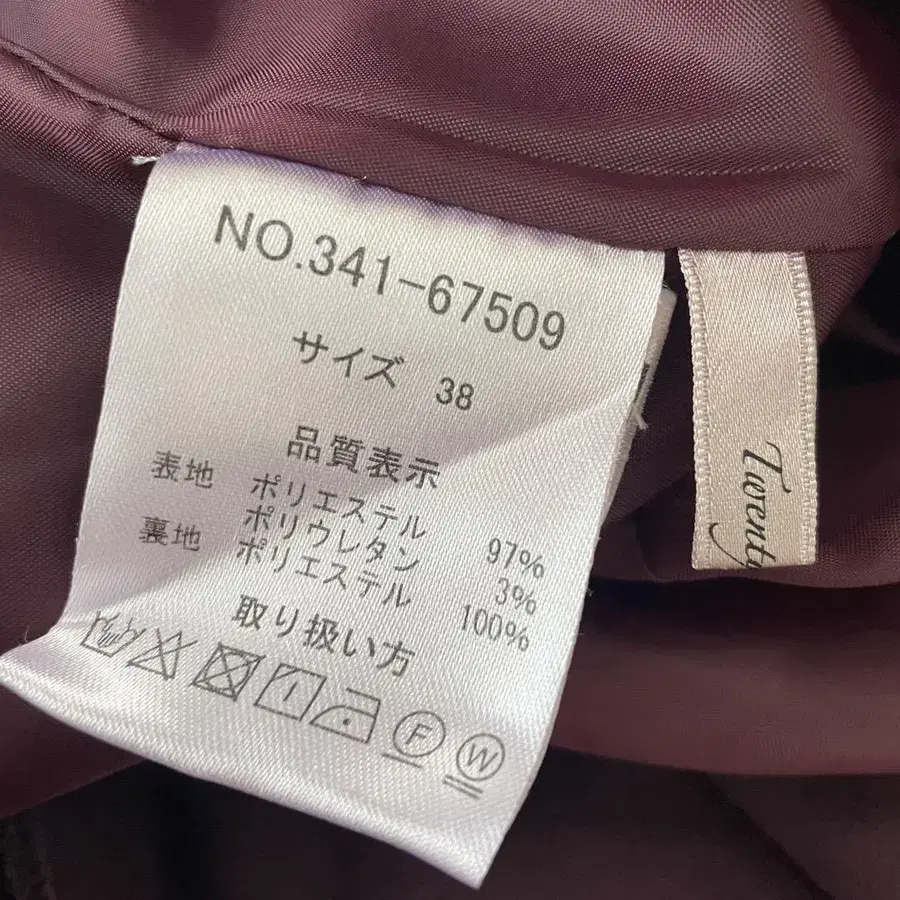 NO.341-67509
サイズ 38
品質表示
表地 ポリエステル 97%
ポリウレタン 3%
裏地 ポリエステル 100%
取り扱い方
F W
Twenty